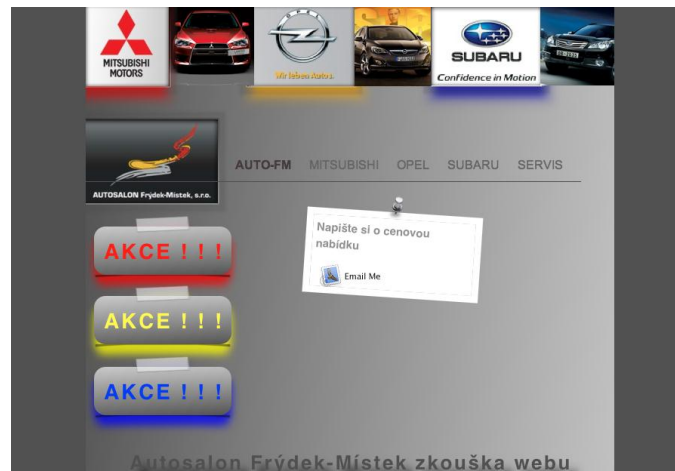 MITSUBISHI
MOTORS
OPEL
Wir leben Autos.
SUBARU
Confidence in Motion
AUTOSALON Frýdek-Místek, s.r.o.
AUTO-FM MITSUBISHI OPEL SUBARU SERVIS
Napište si o cenovou
nabídku
Email Me
AKCE ! ! !
AKCE ! ! !
AKCE ! ! !
Autosalon Frýdek-Místek zkouška webu